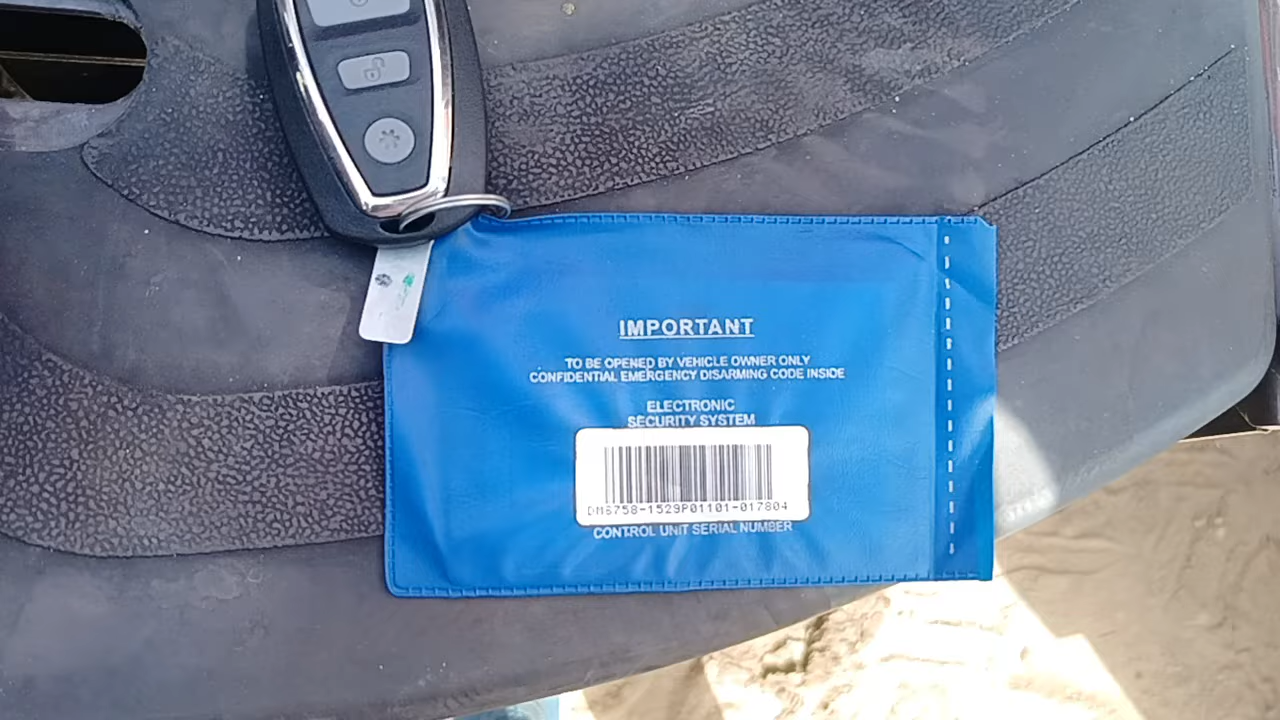 IMPORTANT
TO BE OPENED BY VEHICLE OWNER ONLY
CONFIDENTIAL EMERGENCY DISARMING CODE INSIDE
ELECTRONIC
SECURITY SYSTEM
DM6758-1529P01101-017804
CONTROL UNIT SERIAL NUMBER